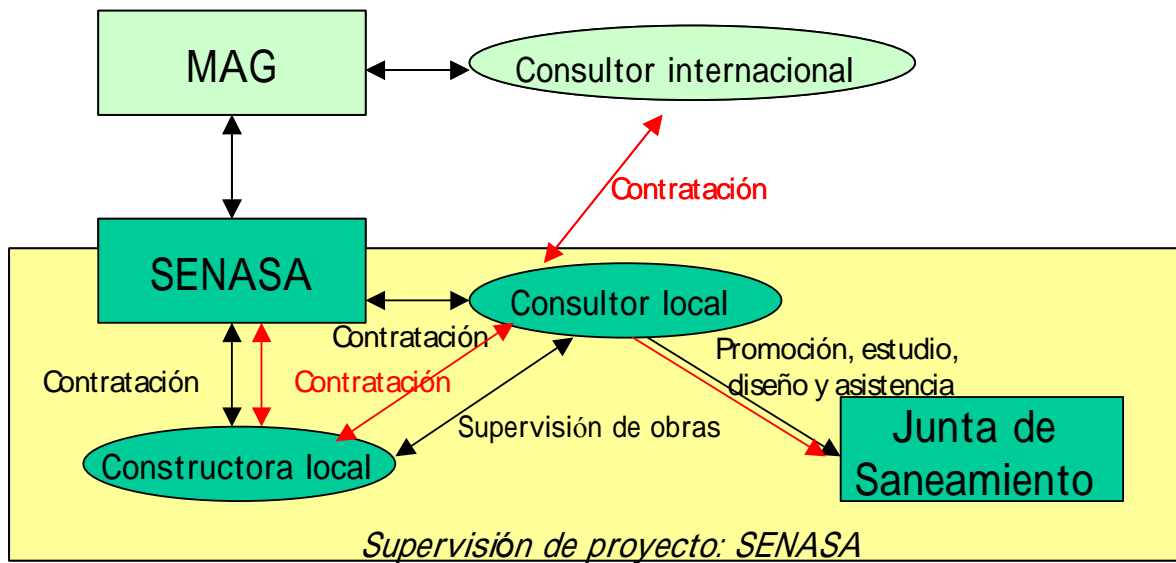 MAG
Consultor internacional
Contratación
SENASA
Consultor local
Contratación
Promoción, estudio,
diseño y asistencia
Contratación
Contratación
Supervisión de obras
Junta de
Saneamiento
Constructora local
Supervisión de proyecto: SENASA